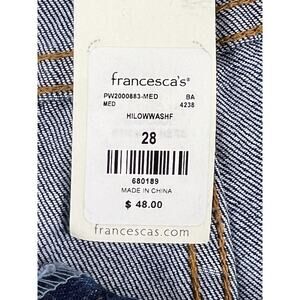 francesca's®
PW2000883-MED BA
MED 4238
HILOWWASHF
28
680189
MADE IN CHINA
$ 48.00
francescas.com